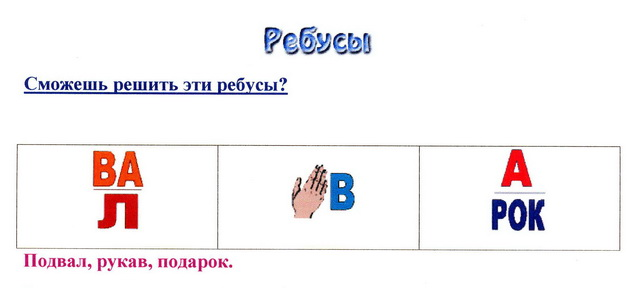 Ребусы
Сможешь решить эти ребусы?
ВА
Л
В
А
РОК
Подвал, рукав, подарок.